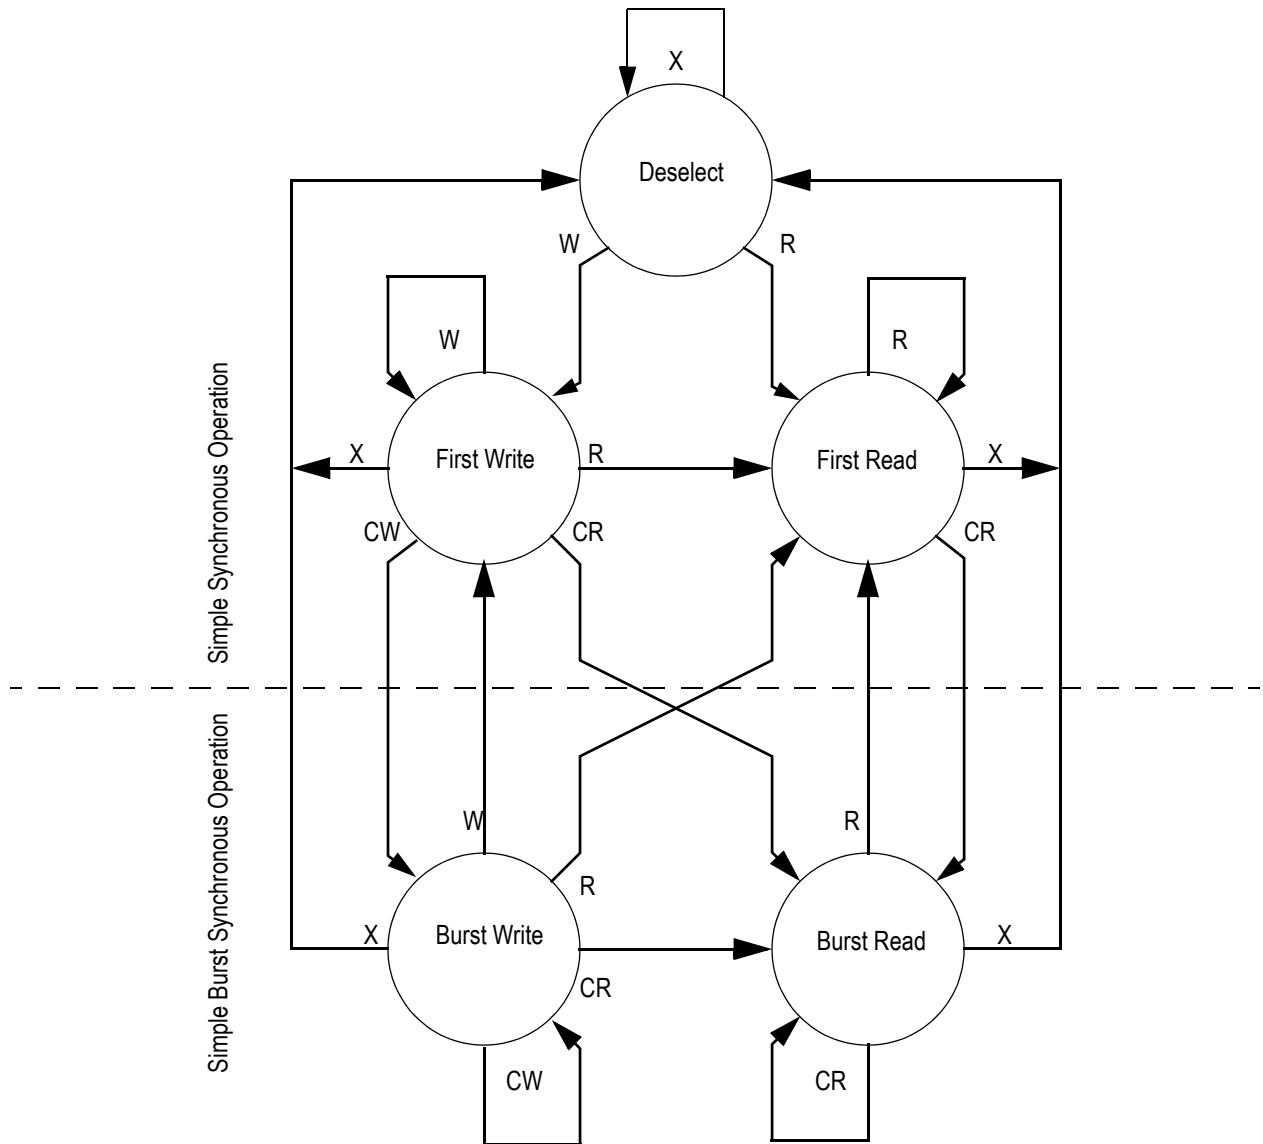 X
Deselect
W
R
W
R
Simple Synchronous Operation
X
First Write
R
First Read
X
CW
CR
CR
Simple Burst Synchronous Operation
W
R
R
X
Burst Write
Burst Read
X
CR
CW
CR